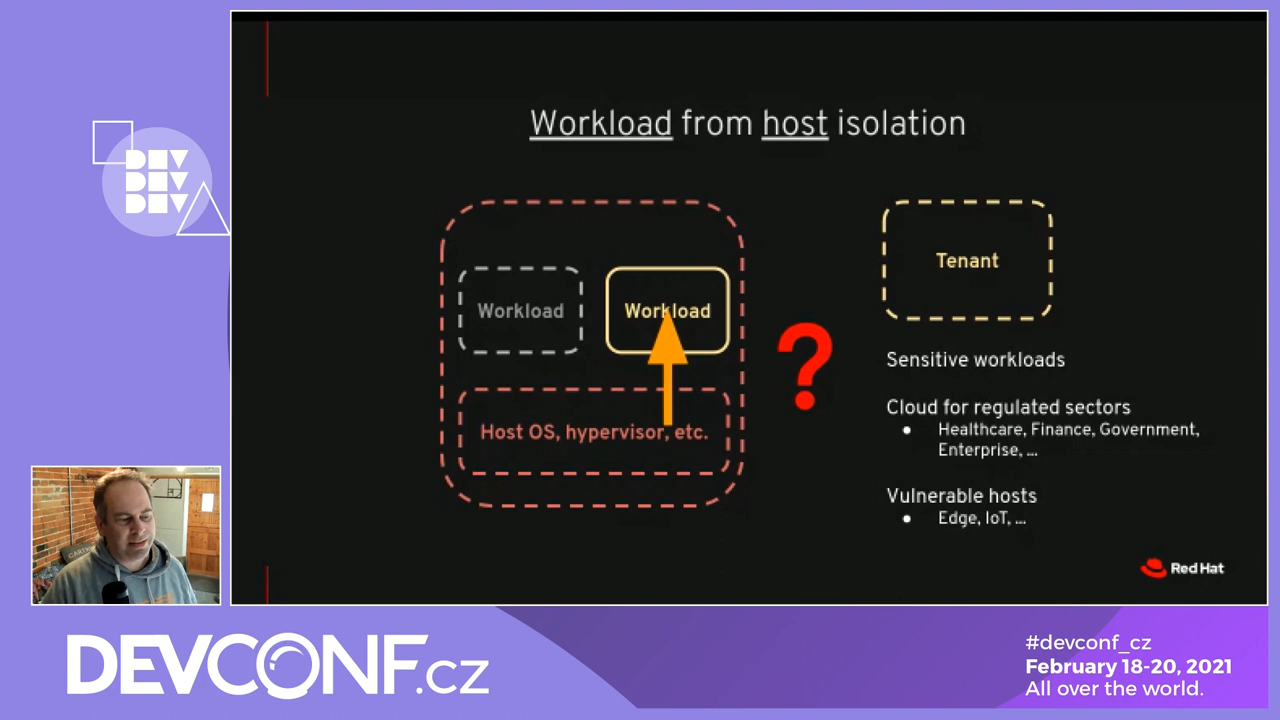 DEV
DEV
DEV
Workload from host isolation
Workload
Workload
Host OS, hypervisor, etc.
?
Tenant
Sensitive workloads
Cloud for regulated sectors
● Healthcare, Finance, Government,
Enterprise, ...
Vulnerable hosts
● Edge, IoT, ...
Red Hat
DEVCONF.cz
#devconf_cz
February 18-20, 2021
All over the world.